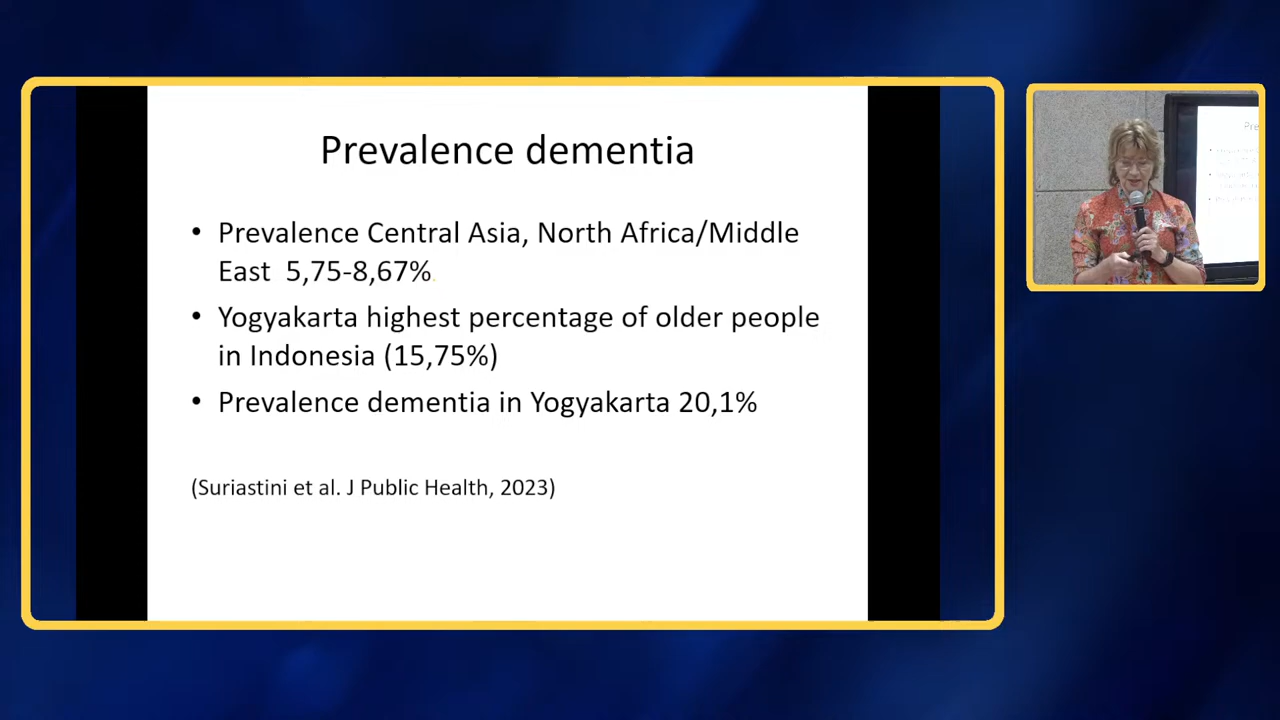 Prevalence dementia
• Prevalence Central Asia, North Africa/Middle
East 5,75-8,67%.
• Yogyakarta highest percentage of older people
in Indonesia (15,75%)
• Prevalence dementia in Yogyakarta 20,1%
(Suriastini et al. J Public Health, 2023)